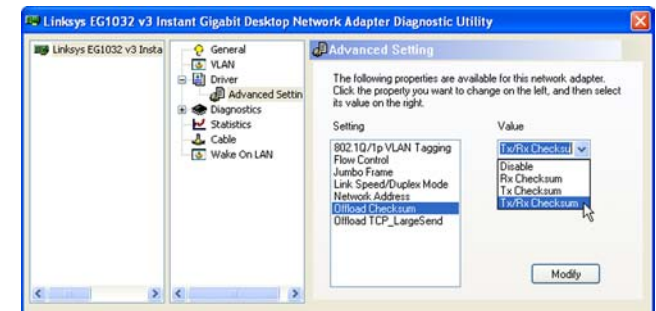 Linksys EG1032 v3 Instant Gigabit Desktop Network Adapter Diagnostic Utility
Linksys EG1032 v3 Insta
General
VLAN
Driver
Advanced Settin
Diagnostics
Statistics
Cable
Wake On LAN
Advanced Setting
The following properties are available for this network adapter.
Click the property you want to change on the left, and then select
its value on the right.
Setting
Value
802.1Q/1p VLAN Tagging
Flow Control
Jumbo Frame
Link Speed/Duplex Mode
Network Address
Offload Checksum
Offload TCP_LargeSend
Tx/Rx Checksu
Disable
Rx Checksum
Tx Checksum
Tx/Rx Checksum
Modify